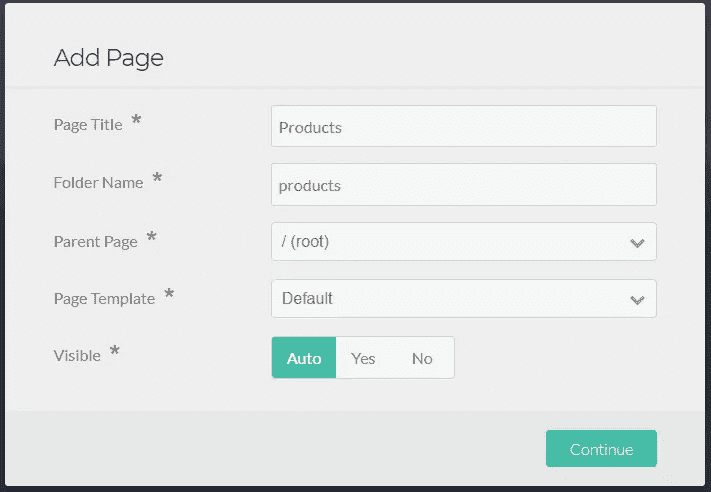 Add Page
Page Title *
Products
Folder Name *
products
Parent Page *
/ (root)
Page Template *
Default
Visible *
Auto Yes No
Continue